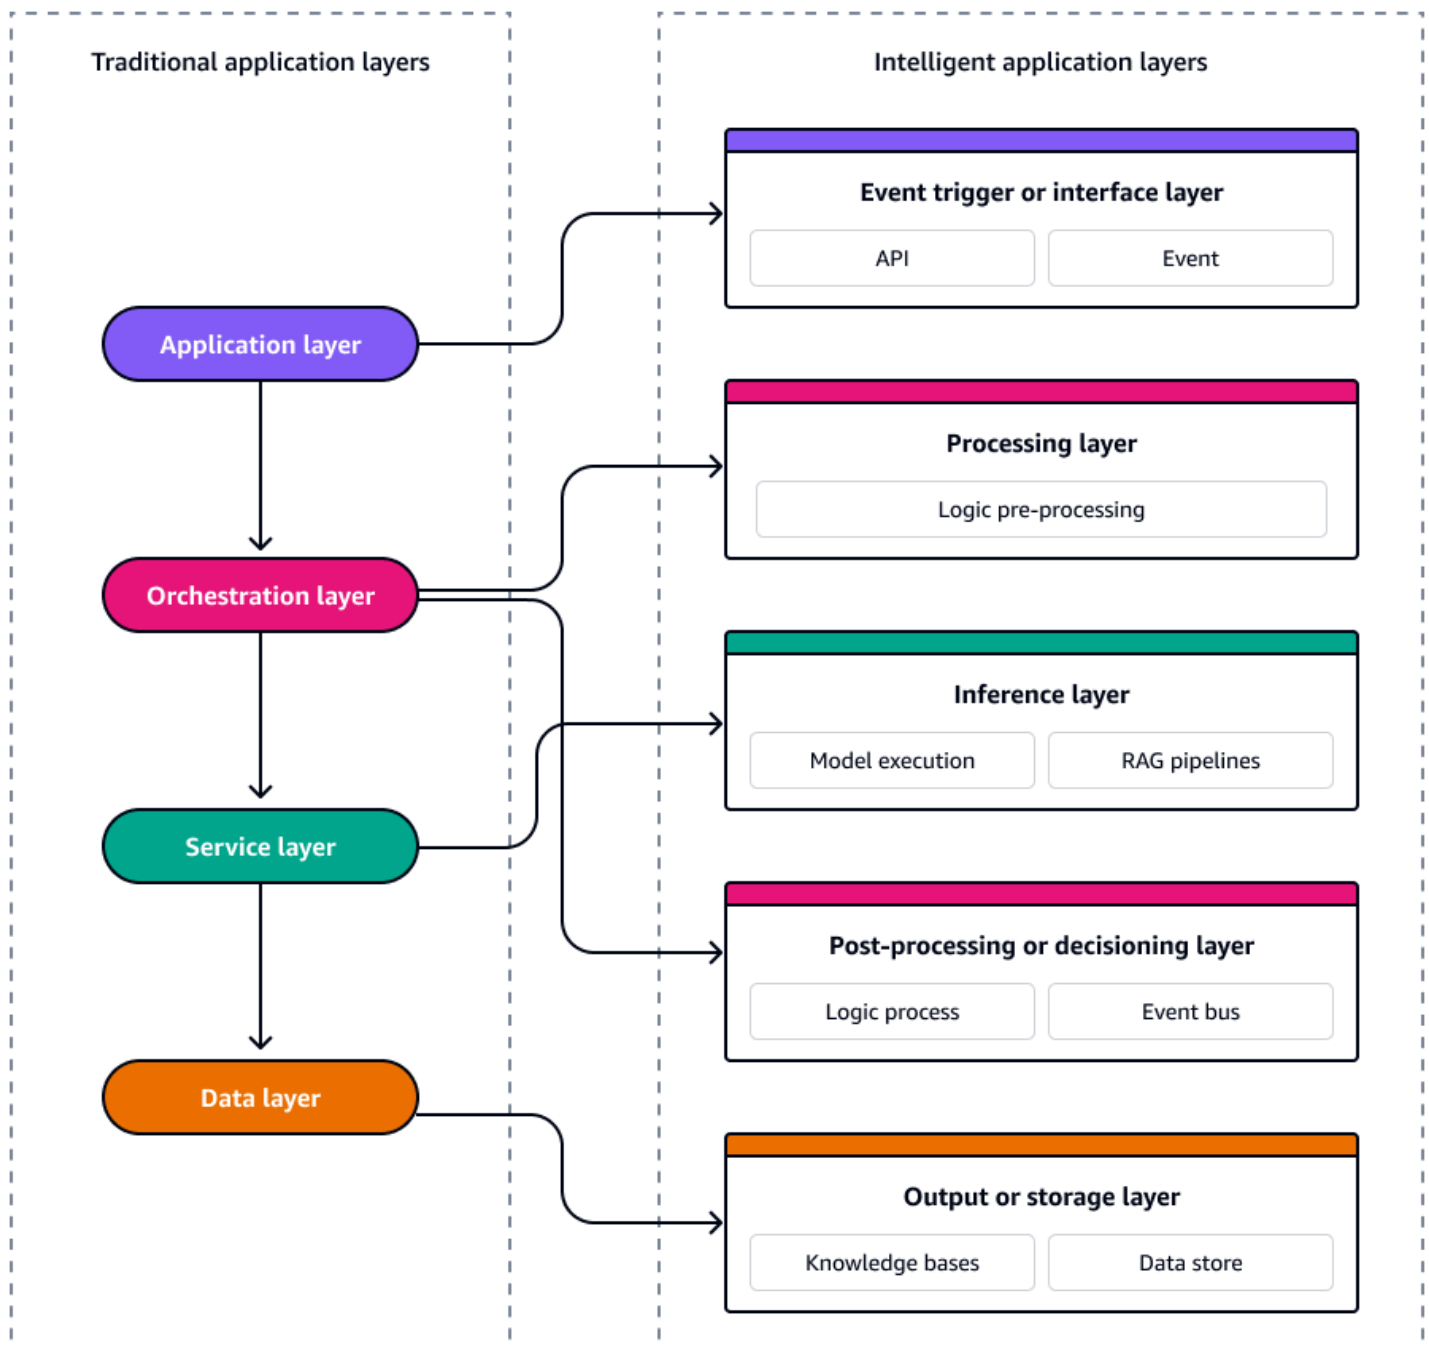 Traditional application layers
Application layer
Orchestration layer
Service layer
Data layer
Intelligent application layers
Event trigger or interface layer
API
Event
Processing layer
Logic pre-processing
Inference layer
Model execution
RAG pipelines
Post-processing or decisioning layer
Logic process
Event bus
Output or storage layer
Knowledge bases
Data store